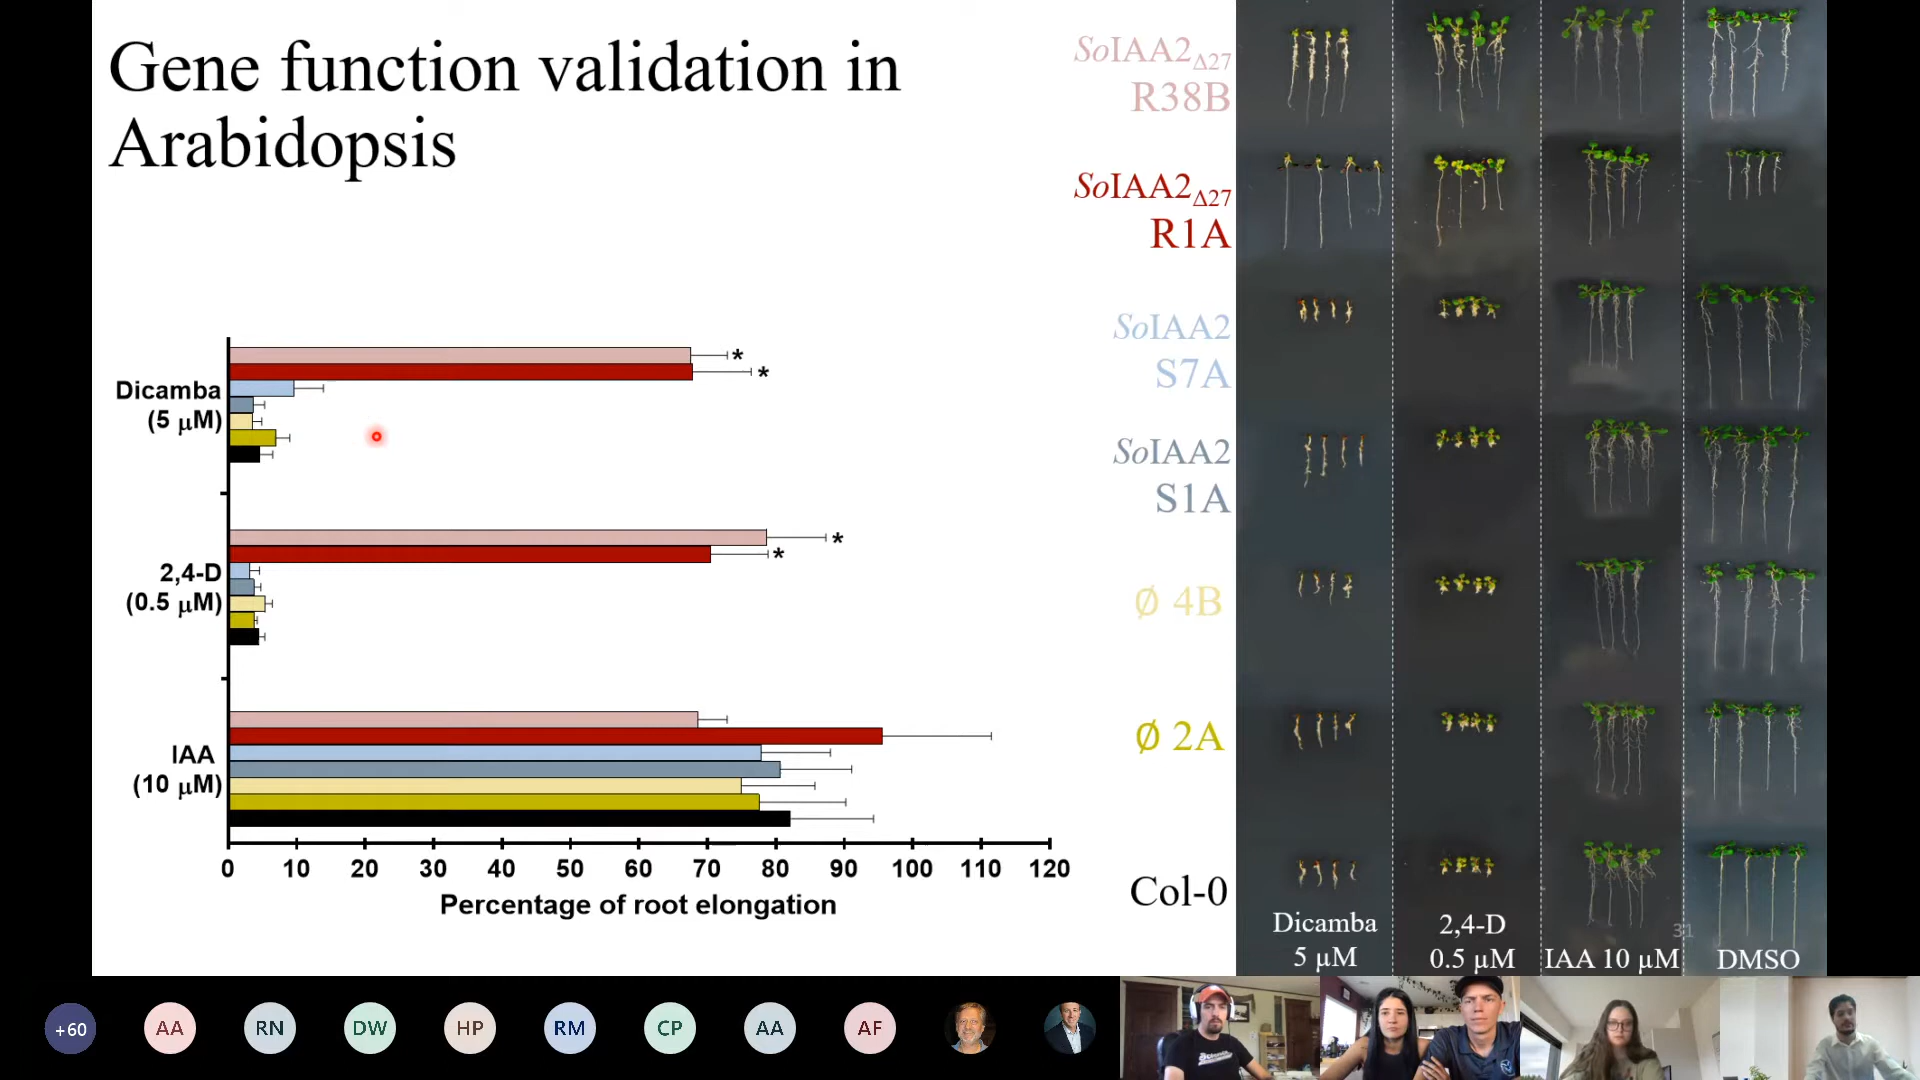 Gene function validation in
Arabidopsis
Dicamba
(5 µM)
*
*
2,4-D
(0.5 µM)
*
*
IAA
(10 µM)
0 10 20 30 40 50 60 70 80 90 100 110 120
Percentage of root elongation
SoIAA2Δ27
R38B
SoIAA2Δ27
R1A
SoIAA2
S7A
SoIAA2
S1A
Ø 4B
Ø 2A
Col-0
Dicamba
5 µM
2,4-D
0.5 µM
IAA 10 µM
DMSO
31
+60 AA RN DW HP RM CP AA AF